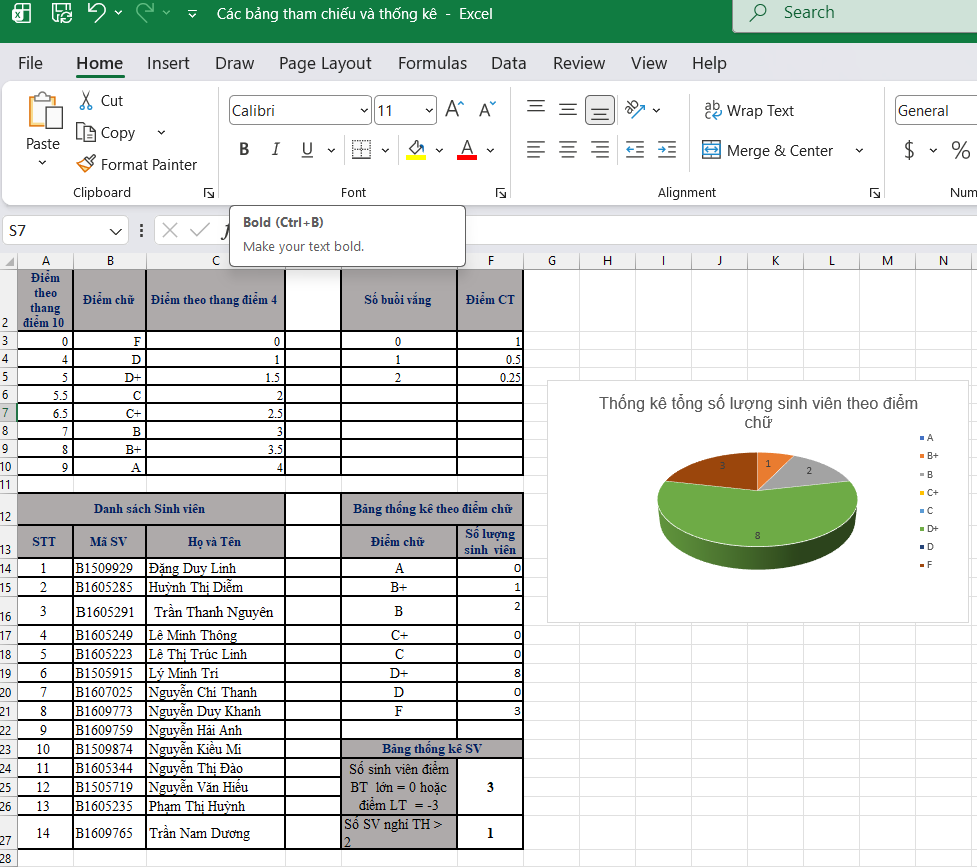 Các bảng tham chiếu và thống kê - Excel
Search
File Home Insert Draw Page Layout Formulas Data Review View Help
Paste
Cut
Copy
Format Painter
Clipboard
Calibri 11
B I U
Font
Wrap Text
Merge & Center
Alignment
General
$ %
Num
S7
Bold (Ctrl+B)
Make your text bold.
A B C F G H I J K L M N
2 Điểm theo thang điểm 10 Điểm chữ Điểm theo thang điểm 4 Số buổi vắng Điểm CT
3 0 F 0 0 1
4 4 D 1 1 0.5
5 5 D+ 1.5 2 0.25
6 5.5 C 2
7 6.5 C+ 2.5
8 7 B 3
9 8 B+ 3.5
10 9 A 4
11
12 Danh sách Sinh viên Bảng thống kê theo điểm chữ
13 STT Mã SV Họ và Tên Điểm chữ Số lượng sinh viên
14 1 B1509929 Đặng Duy Linh A 0
15 2 B1605285 Huỳnh Thị Diễm B+ 1
16 3 B1605291 Trần Thanh Nguyên B 2
17 4 B1605249 Lê Minh Thông C+ 0
18 5 B1605223 Lê Thị Trúc Linh C 0
19 6 B1505915 Lý Minh Trí D+ 8
20 7 B1607025 Nguyễn Chí Thanh D 0
21 8 B1609773 Nguyễn Duy Khanh F 3
22 9 B1609759 Nguyễn Hải Anh
23 10 B1509874 Nguyễn Kiều Mi Bảng thống kê SV
24 11 B1605344 Nguyễn Thị Đào Số sinh viên điểm
25 12 B1505719 Nguyễn Văn Hiếu BT lớn = 0 hoặc 3
26 13 B1605235 Phạm Thị Huỳnh điểm LT = -3
27 14 B1609765 Trần Nam Dương Số SV nghỉ TH > 2 1
28
Thống kê tổng số lượng sinh viên theo điểm
chữ
3 1 2
8
A
B+
B
C+
C
D+
D
F